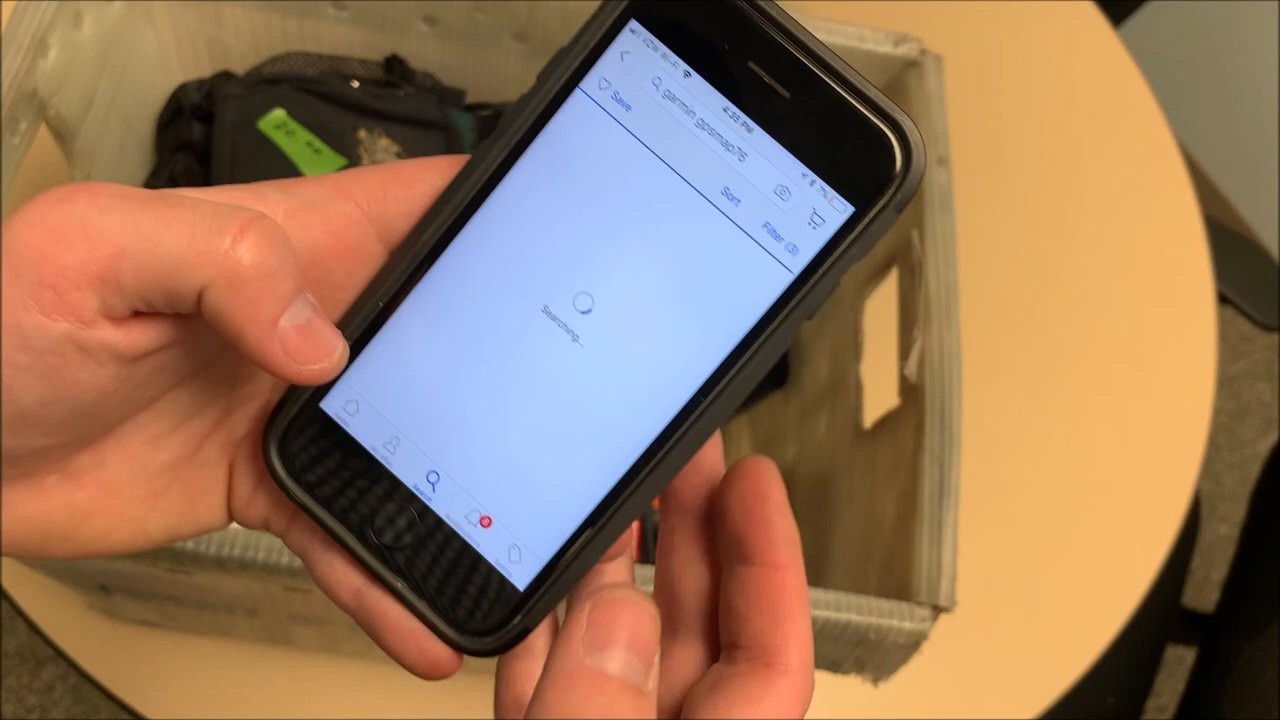 4:35 PM
garmin gpsmap76
Save
Sort
Filter (3)
Searching...
Search